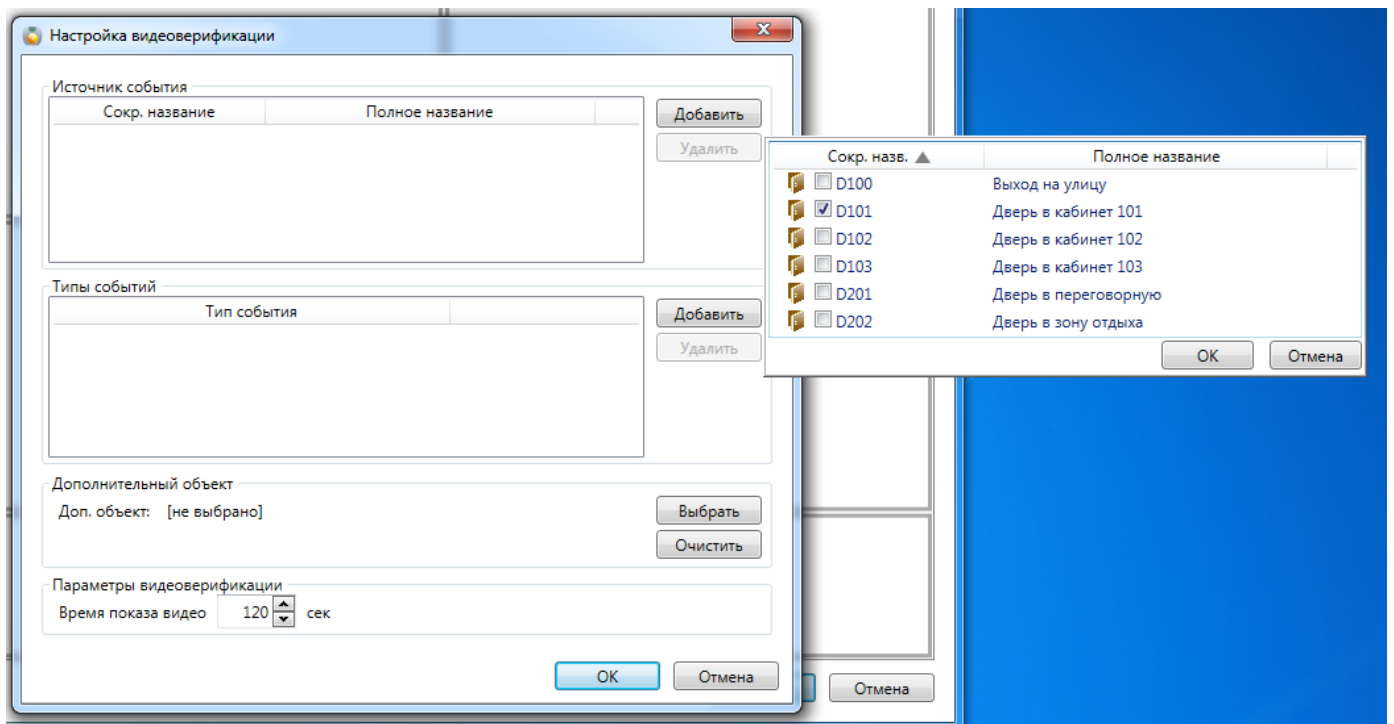 Настройка видеоверификации
Источник события
Сокр. название Полное название
Добавить
Удалить
Типы событий
Тип события
Добавить
Удалить
Дополнительный объект
Доп. объект: [не выбрано]
Выбрать
Очистить
Параметры видеоверификации
Время показа видео 120 сек
OK Отмена
Сокр. назв. Полное название
D100 Выход на улицу
D101 Дверь в кабинет 101
D102 Дверь в кабинет 102
D103 Дверь в кабинет 103
D201 Дверь в переговорную
D202 Дверь в зону отдыха
OK Отмена
Отмена